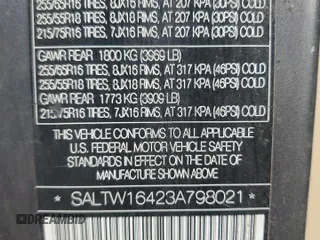 255/65R16 TIRES, 8JX16 RIMS, AT 207 KPA (30PSI) COLD
255/55R18 TIRES, 8JX18 RIMS, AT 207 KPA (30PSI) COLD
215/75R16 TIRES, 8JX16 RIMS, AT 207 KPA (30PSI) COLD
GAWR REAR 1800 KG (3969 LB)
255/65R16 TIRES, 8JX16 RIMS, AT 317 KPA (46PSI) COLD
255/55R18 TIRES, 8JX18 RIMS, AT 317 KPA (46PSI) COLD
GAWR REAR 1773 KG (3909 LB)
215/75R16 TIRES, 8JX16 RIMS, AT 317 KPA (46PSI) COLD
THIS VEHICLE CONFORMS TO ALL APPLICABLE
U.S. FEDERAL MOTOR VEHICLE SAFETY
STANDARDS IN EFFECT ON THE DATE OF
MANUFACTURE SHOWN ABOVE
*SALTW16423A798021*
DREAMBID